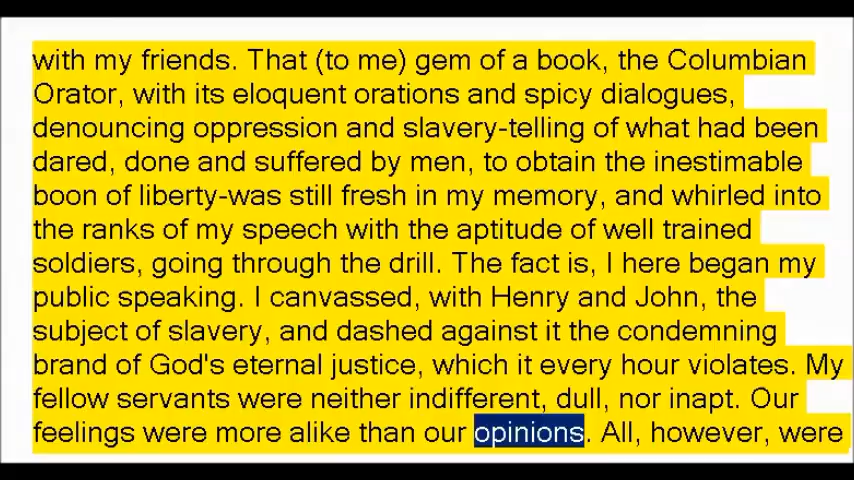 with my friends. That (to me) gem of a book, the Columbian
Orator, with its eloquent orations and spicy dialogues,
denouncing oppression and slavery-telling of what had been
dared, done and suffered by men, to obtain the inestimable
boon of liberty-was still fresh in my memory, and whirled into
the ranks of my speech with the aptitude of well trained
soldiers, going through the drill. The fact is, I here began my
public speaking. I canvassed, with Henry and John, the
subject of slavery, and dashed against it the condemning
brand of God's eternal justice, which it every hour violates. My
fellow servants were neither indifferent, dull, nor inapt. Our
feelings were more alike than our opinions. All, however, were